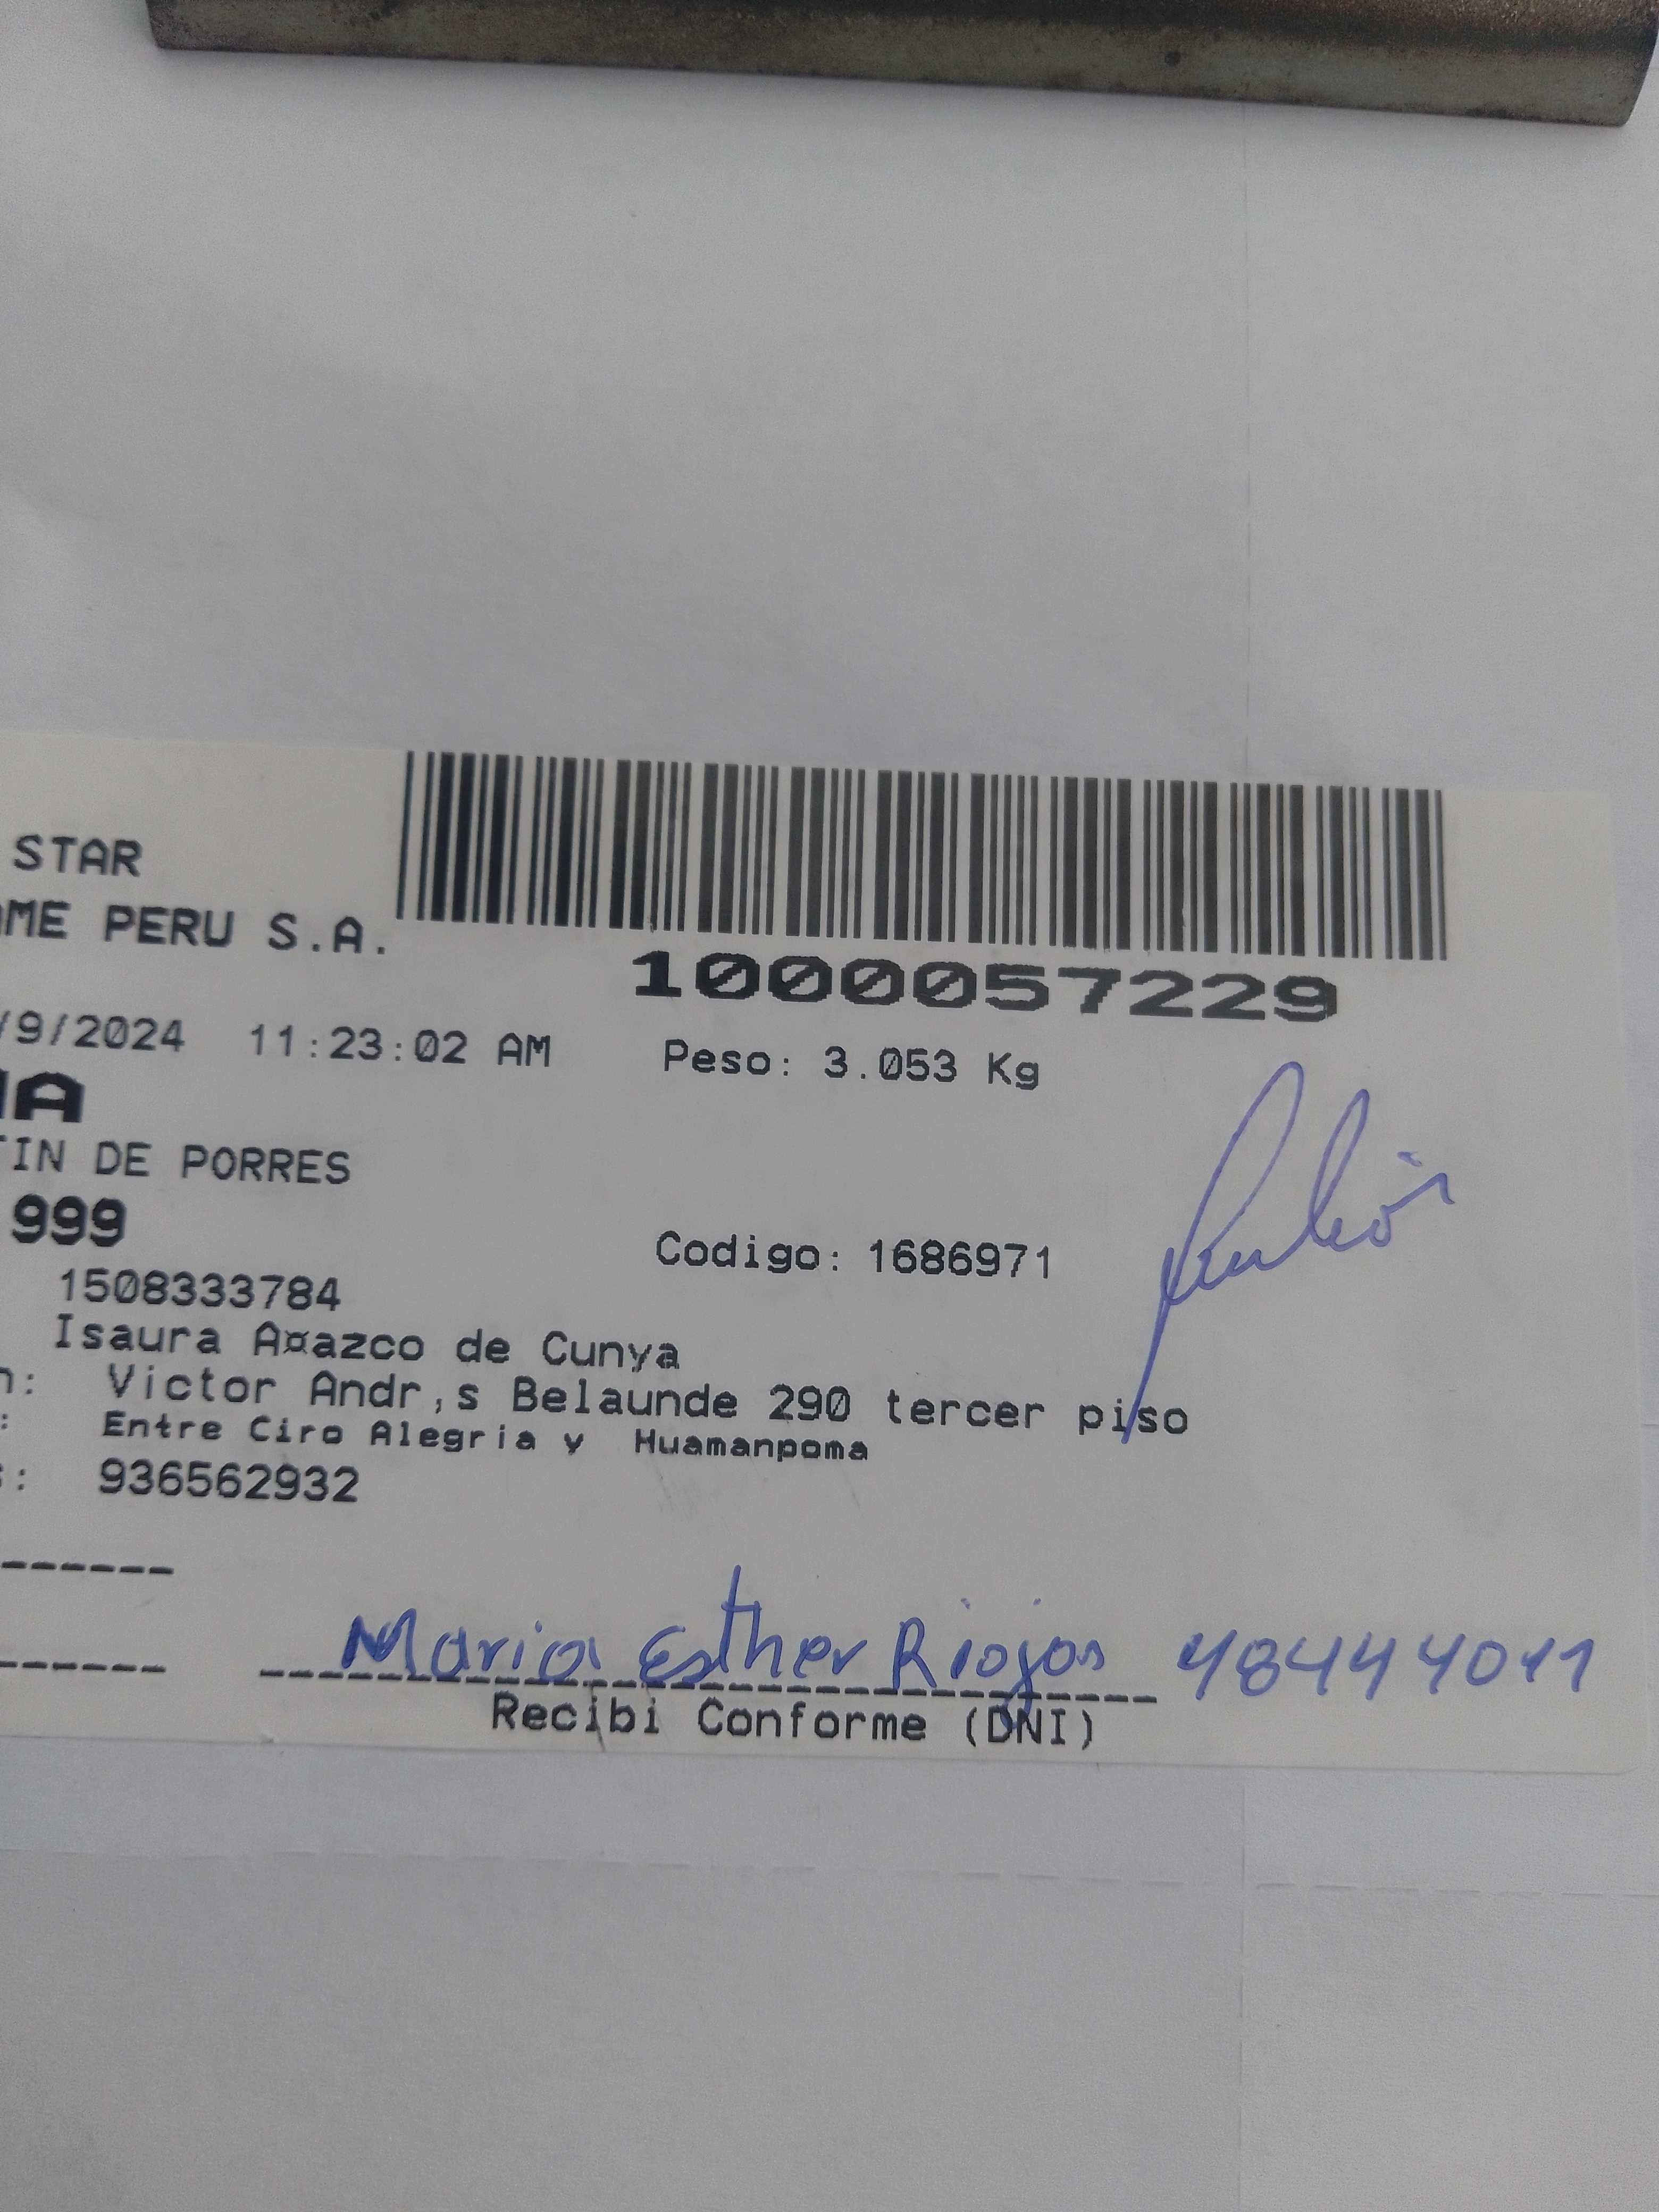 STAR
OME PERU S.A.
1000057229
/9/2024 11:23:02 AM Peso: 3.053 Kg
MA
TIN DE PORRES
999
Codigo: 1686971
1508333784
Isaura A¤azco de Cunya
n: Victor Andr,s Belaunde 290 tercer piso
: Entre Ciro Alegria y Huamanpoma
s: 936562932
Maria Esther Riojas 48444011
Recibi Conforme (DNI)